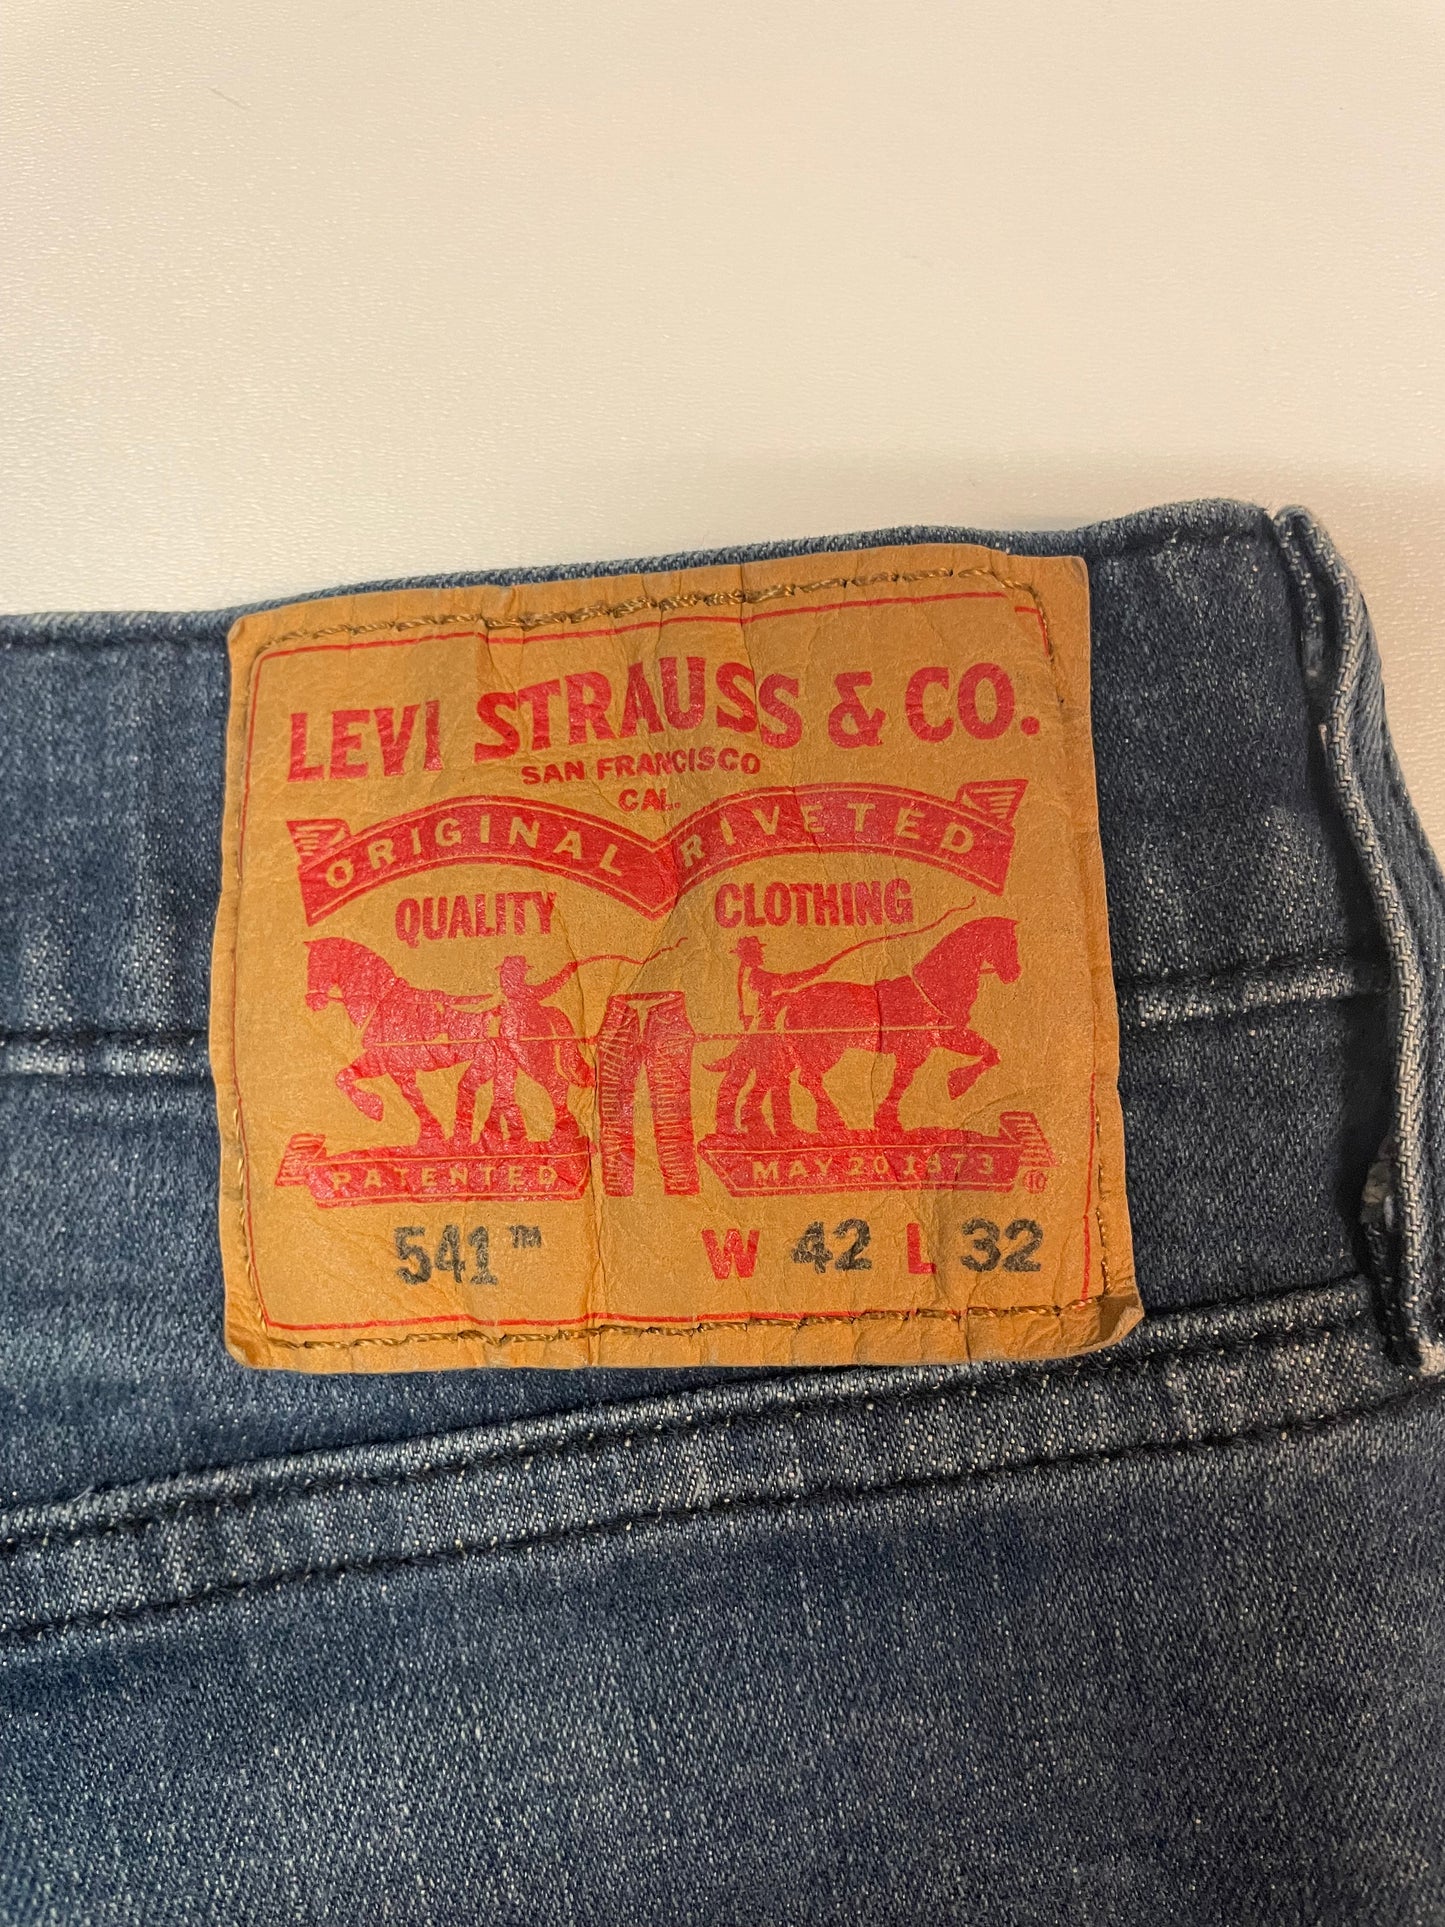 LEVI STRAUSS & CO.
SAN FRANCISCO
CAL.
ORIGINAL RIVETED
QUALITY CLOTHING
PATENTED MAY 20 1873
541™ W 42 L 32